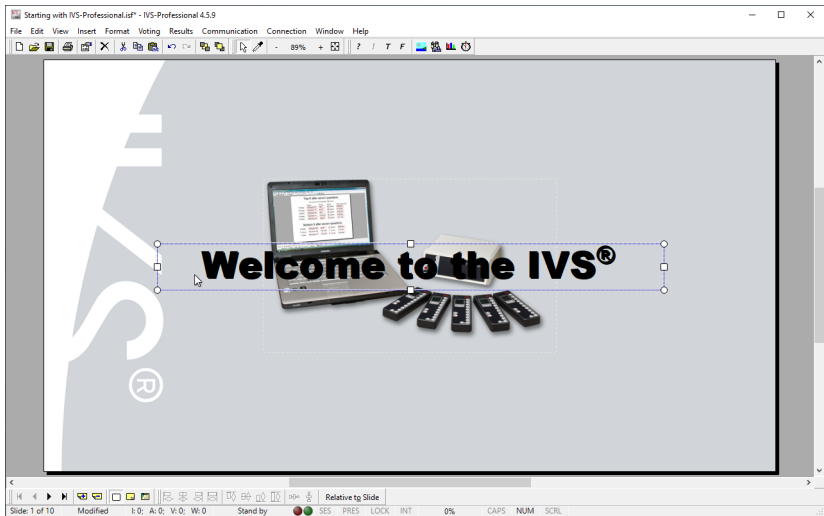 Starting with IVS-Professional.isf* - IVS-Professional 4.5.9
File Edit View Insert Format Voting Results Communication Connection Window Help
- 89% + ? ! T F
IVS®
Welcome to the IVS®
Relative to Slide
Slide: 1 of 10 Modified I: 0; A: 0; V: 0; W: 0 Stand by SES PRES LOCK INT 0% CAPS NUM SCRL